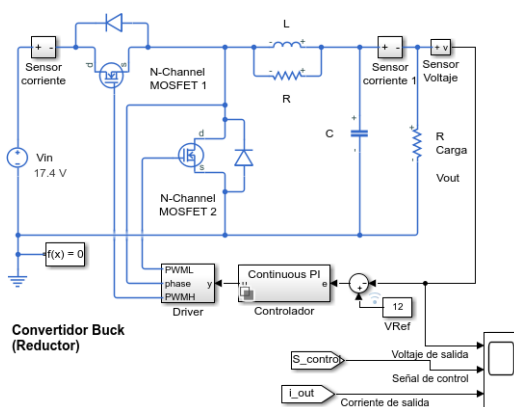 L
+ -
Sensor
corriente
d
s
N-Channel
MOSFET 1
- +
- +
R
+ -
Sensor
corriente 1
+ v
Sensor
Voltaje
d
s
N-Channel
MOSFET 2
+
C
-
+
-
R
Carga
Vout
+
-
Vin
17.4 V
f(x) = 0
PWML
phase y
PWMH
Driver
Continuous PI
u e
Controlador
-
+
12
VRef
Convertidor Buck
(Reductor)
Voltaje de salida
S_control
Señal de control
i_out
Corriente de salida